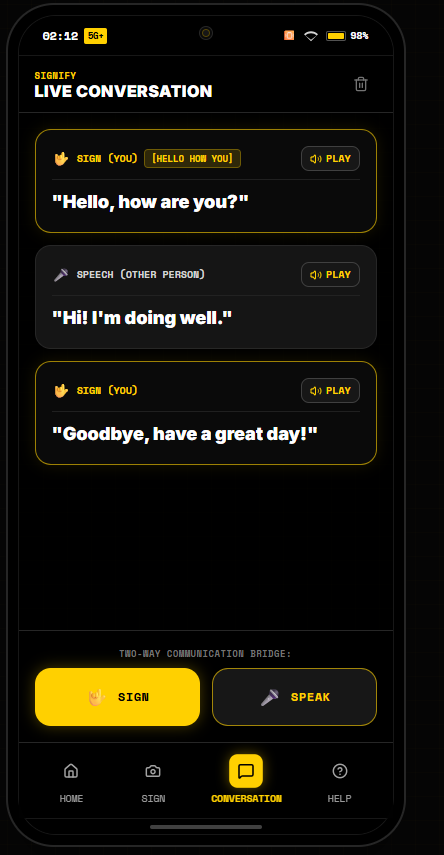 02:12 5G+ 98%
SIGNIFY
LIVE CONVERSATION
SIGN (YOU) [HELLO HOW YOU] PLAY
"Hello, how are you?"
SPEECH (OTHER PERSON) PLAY
"Hi! I'm doing well."
SIGN (YOU) PLAY
"Goodbye, have a great day!"
TWO-WAY COMMUNICATION BRIDGE:
SIGN SPEAK
HOME SIGN CONVERSATION HELP